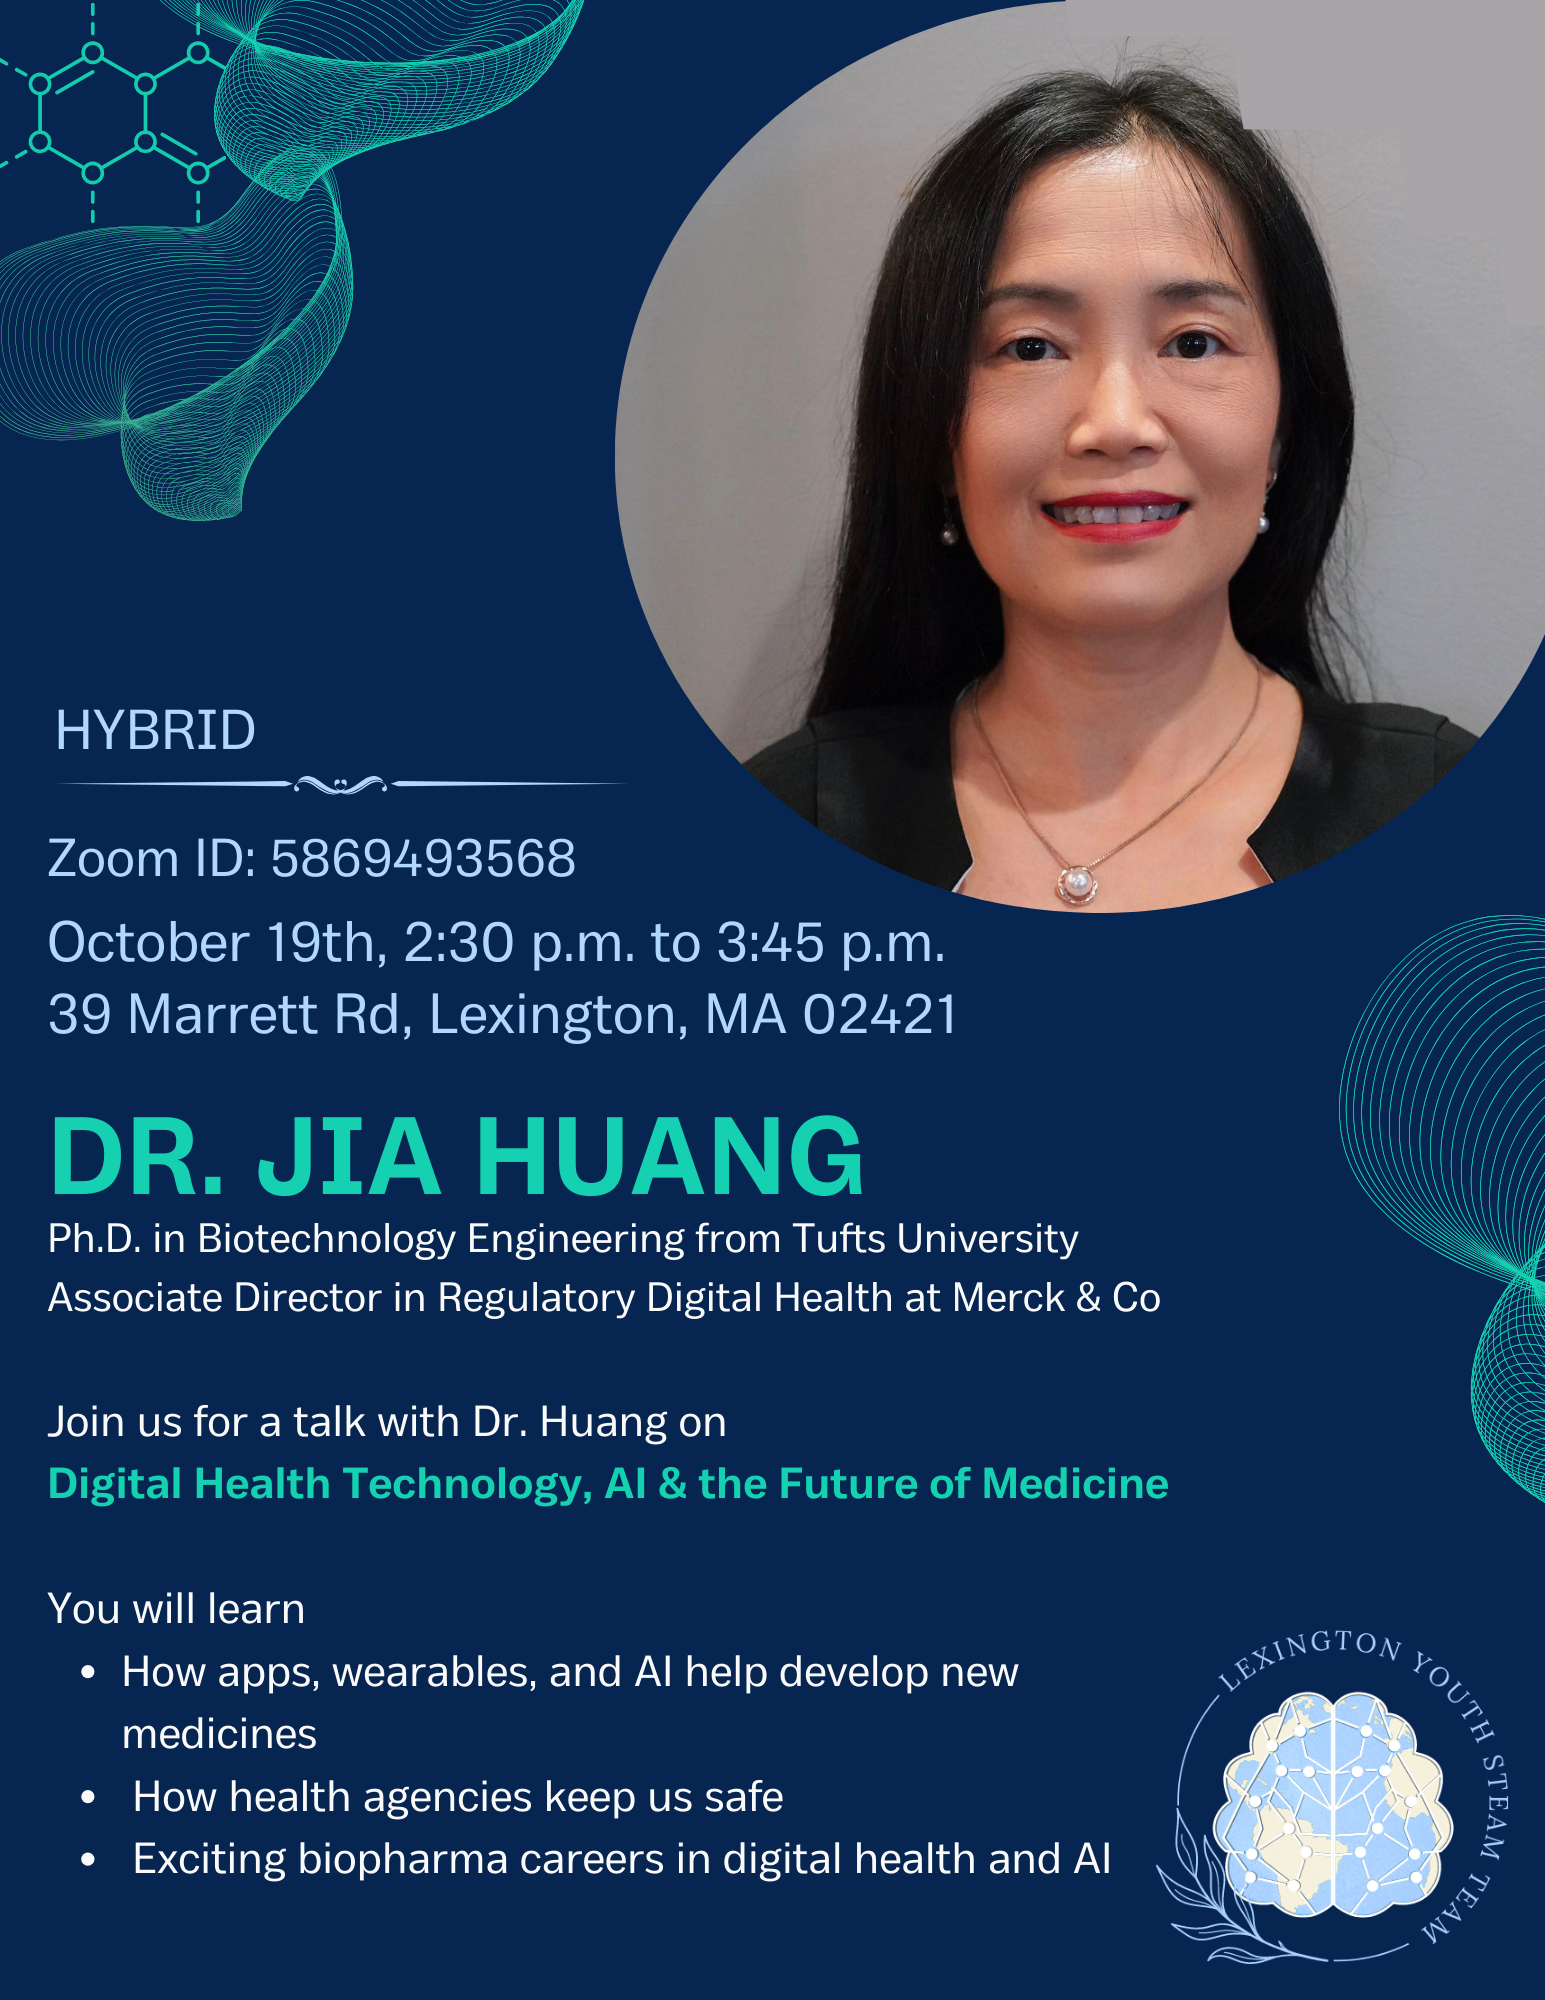 HYBRID
Zoom ID: 5869493568
October 19th, 2:30 p.m. to 3:45 p.m.
39 Marrett Rd, Lexington, MA 02421
DR. JIA HUANG
Ph.D. in Biotechnology Engineering from Tufts University
Associate Director in Regulatory Digital Health at Merck & Co
Join us for a talk with Dr. Huang on
Digital Health Technology, AI & the Future of Medicine
You will learn
• How apps, wearables, and AI help develop new
medicines
• How health agencies keep us safe
• Exciting biopharma careers in digital health and AI
LEXINGTON YOUTH STEAM TEAM